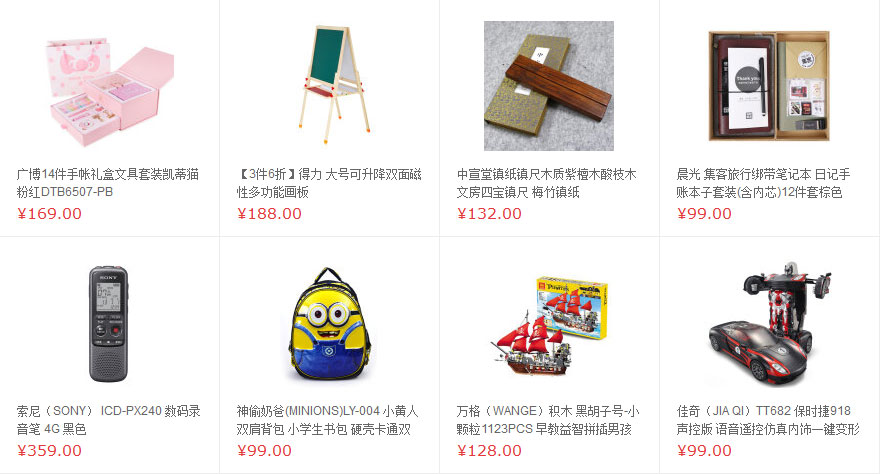 广博14件手帐礼盒文具套装凯蒂猫
粉红DTB6507-PB
¥169.00
【3件6折】得力 大号可升降双面磁
性多功能画板
¥188.00
中宣堂镇纸镇尺木质紫檀木酸枝木
文房四宝镇尺 梅竹镇纸
¥132.00
Thank you
晨光 集客旅行绑带笔记本 日记手
账本子套装(含内芯)12件套棕色
¥99.00
SONY
索尼（SONY） ICD-PX240 数码录
音笔 4G 黑色
¥359.00
神偷奶爸(MINIONS)LY-004 小黄人
双肩背包 小学生书包 硬壳卡通双
¥99.00
万格（WANGE）积木 黑胡子号-小
颗粒1123PCS 早教益智拼插男孩
¥128.00
佳奇（JIA QI）TT682 保时捷918
声控版 语音遥控仿真内饰一键变形
¥99.00